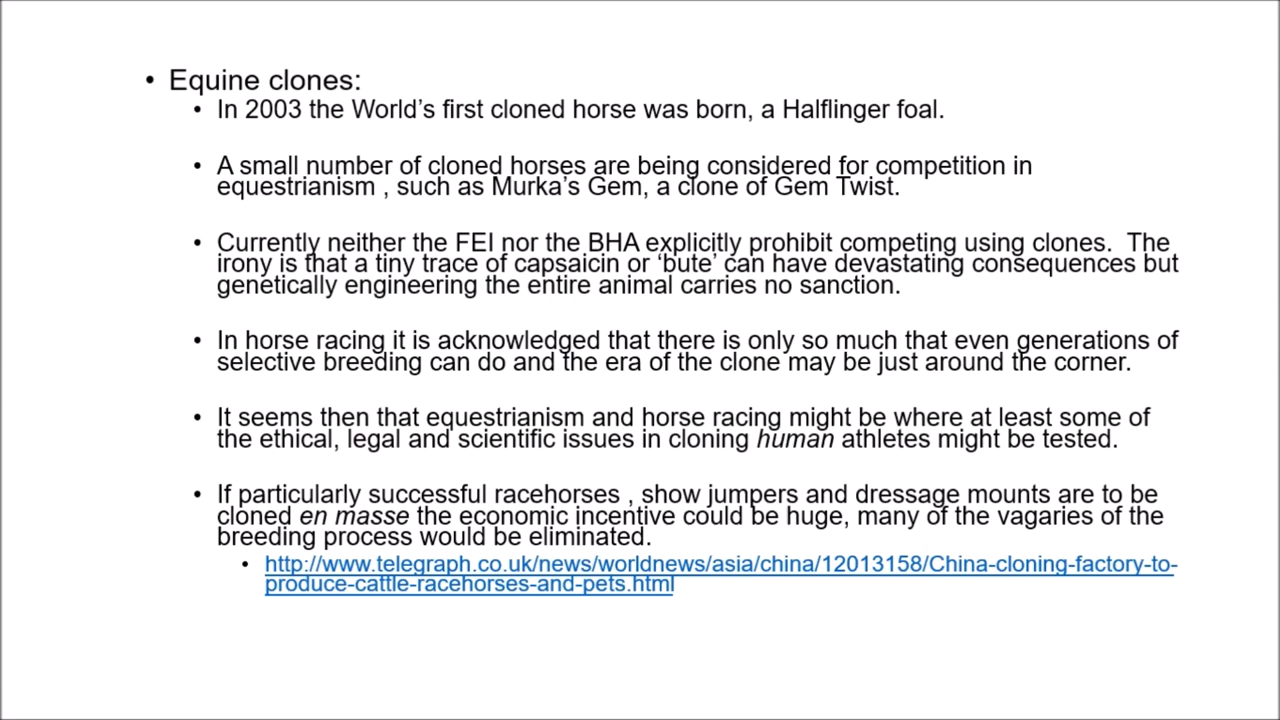 • Equine clones:
• In 2003 the World’s first cloned horse was born, a Halflinger foal.
• A small number of cloned horses are being considered for competition in
equestrianism , such as Murka’s Gem, a clone of Gem Twist.
• Currently neither the FEI nor the BHA explicitly prohibit competing using clones.  The
irony is that a tiny trace of capsaicin or ‘bute’ can have devastating consequences but
genetically engineering the entire animal carries no sanction.
• In horse racing it is acknowledged that there is only so much that even generations of
selective breeding can do and the era of the clone may be just around the corner.
• It seems then that equestrianism and horse racing might be where at least some of
the ethical, legal and scientific issues in cloning human athletes might be tested.
• If particularly successful racehorses , show jumpers and dressage mounts are to be
cloned en masse the economic incentive could be huge, many of the vagaries of the
breeding process would be eliminated.
• http://www.telegraph.co.uk/news/worldnews/asia/china/12013158/China-cloning-factory-to-
produce-cattle-racehorses-and-pets.html